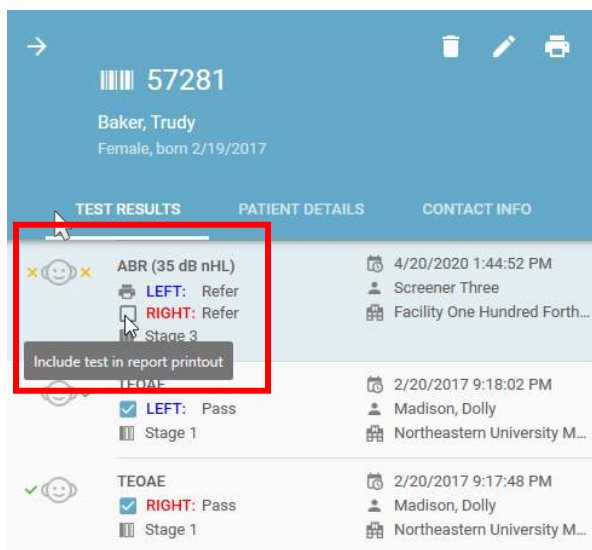 57281
Baker, Trudy
Female, born 2/19/2017
TEST RESULTS PATIENT DETAILS CONTACT INFO
ABR (35 dB nHL) 4/20/2020 1:44:52 PM
LEFT: Refer Screener Three
RIGHT: Refer Facility One Hundred Forth...
Stage 3
Include test in report printout
TEOAE 2/20/2017 9:18:02 PM
LEFT: Pass Madison, Dolly
Stage 1 Northeastern University M...
TEOAE 2/20/2017 9:17:48 PM
RIGHT: Pass Madison, Dolly
Stage 1 Northeastern University M...